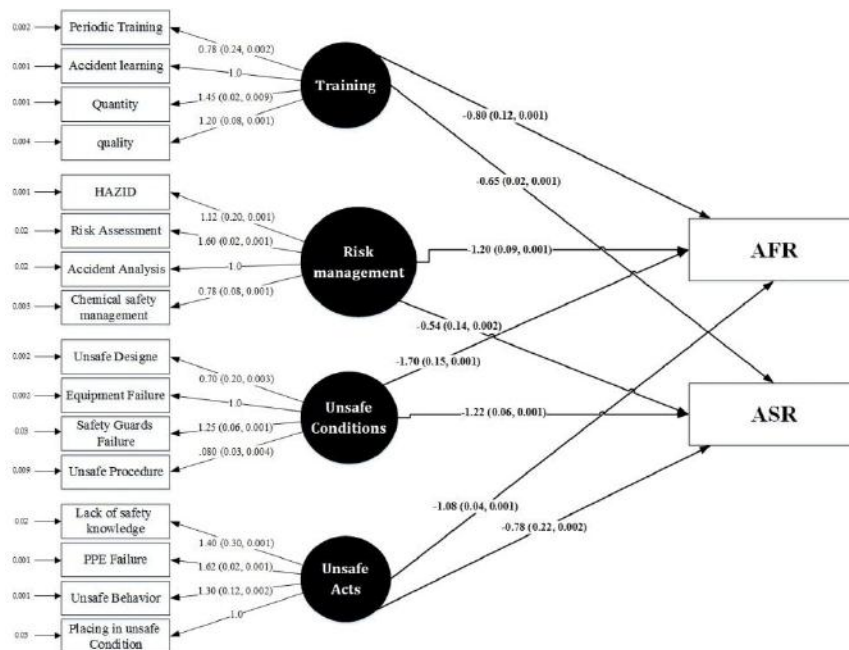 0.002
Periodic Training
0.78 (0.24, 0.002)
0.001
Accident learning
1.0
0.001
Quantity
1.45 (0.02, 0.009)
0.004
quality
1.20 (0.08, 0.001)
Training
-0.80 (0.12, 0.001)
-0.65 (0.02, 0.001)
0.001
HAZID
1.12 (0.20, 0.001)
0.02
Risk Assessment
1.60 (0.02, 0.001)
0.02
Accident Analysis
1.0
0.003
Chemical safety
management
0.78 (0.08, 0.001)
Risk
management
-1.20 (0.09, 0.001)
-0.54 (0.14, 0.002)
AFR
0.002
Unsafe Designe
0.70 (0.20, 0.003)
0.002
Equipment Failure
1.0
0.03
Safety Guards
Failure
1.25 (0.06, 0.001)
0.009
Unsafe Procedure
.080 (0.03, 0.004)
Unsafe
Conditions
-1.70 (0.15, 0.001)
-1.22 (0.06, 0.001)
ASR
0.02
Lack of safety
knowledge
1.40 (0.30, 0.001)
0.001
PPE Failure
1.62 (0.02, 0.001)
0.001
Unsafe Behavior
1.30 (0.12, 0.002)
0.03
Placing in unsafe
Condition
1.0
Unsafe
Acts
-1.08 (0.04, 0.001)
-0.78 (0.22, 0.002)